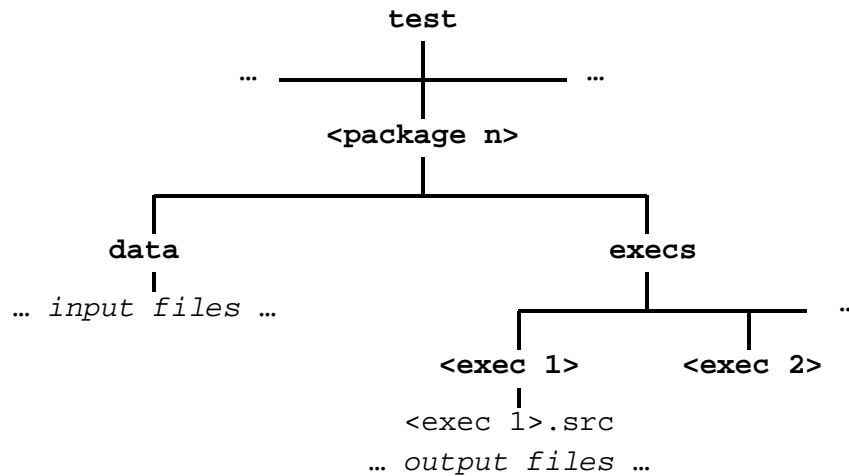 test
… …
<package n>
data execs
… input files … …
<exec 1> <exec 2>
<exec 1>.src
… output files …